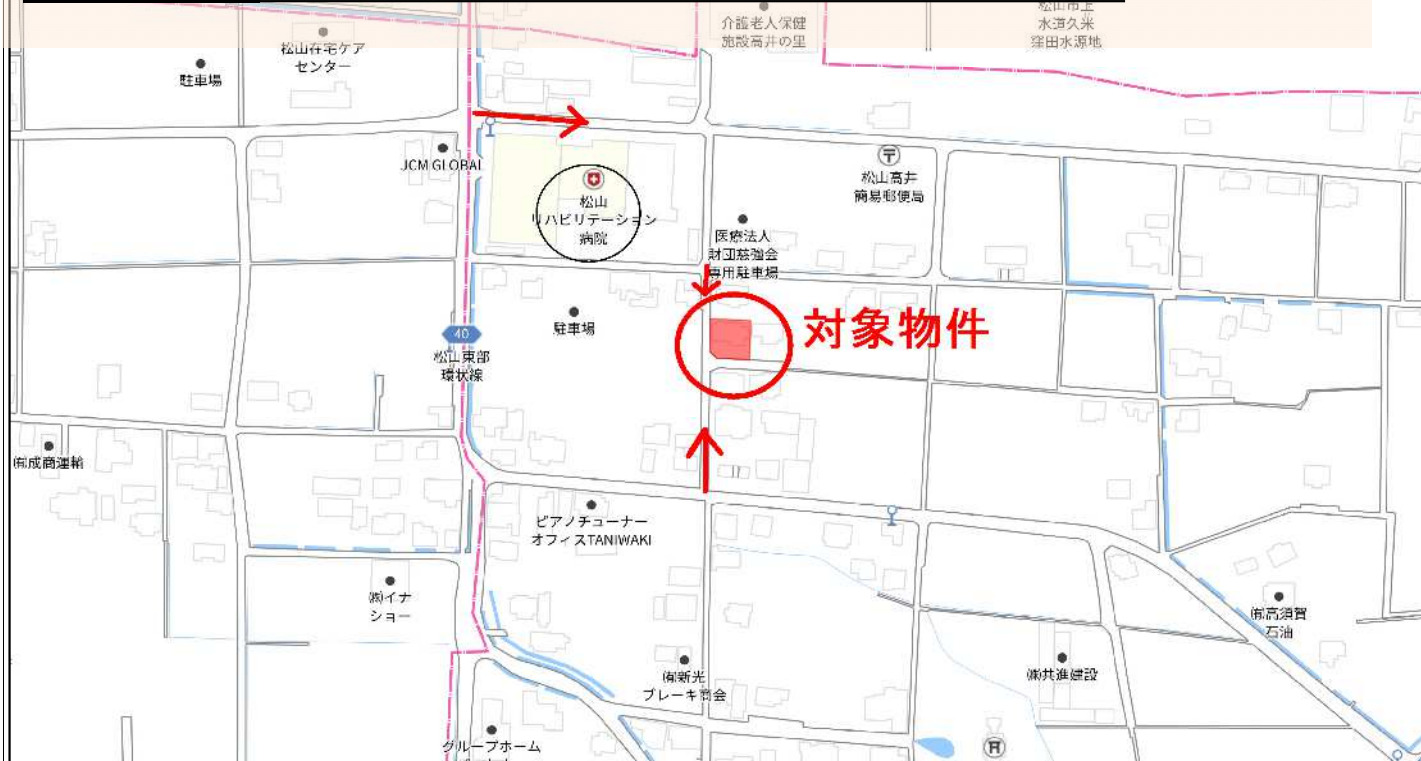 介護老人保健
施設高井の里
松山市上
水道久米
窪田水源地
松山在宅ケア
センター
駐車場
JCM GLOBAL
松山
リハビリテーション
病院
松山高井
簡易郵便局
医療法人
財団慈強会
専用駐車場
駐車場
対象物件
40
松山東部
環状線
㈲成商運輸
ピアノチューナー
オフィスTANIWAKI
㈱イナ
ショー
㈲高須賀
石油
㈲新光
ブレーキ商会
㈱共進建設
グループホーム